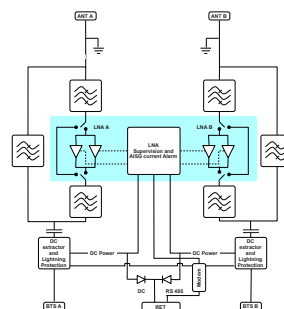 ANT A
ANT B
LNA A
LNA
Supervision and
AISG current Alarm
LNA B
DC
extractor
and
Lightning
Protection
DC Power
DC Power
DC
extractor
and
Lightning
Protection
Modem
DC
RS 485
BTS A
RET
BTS B